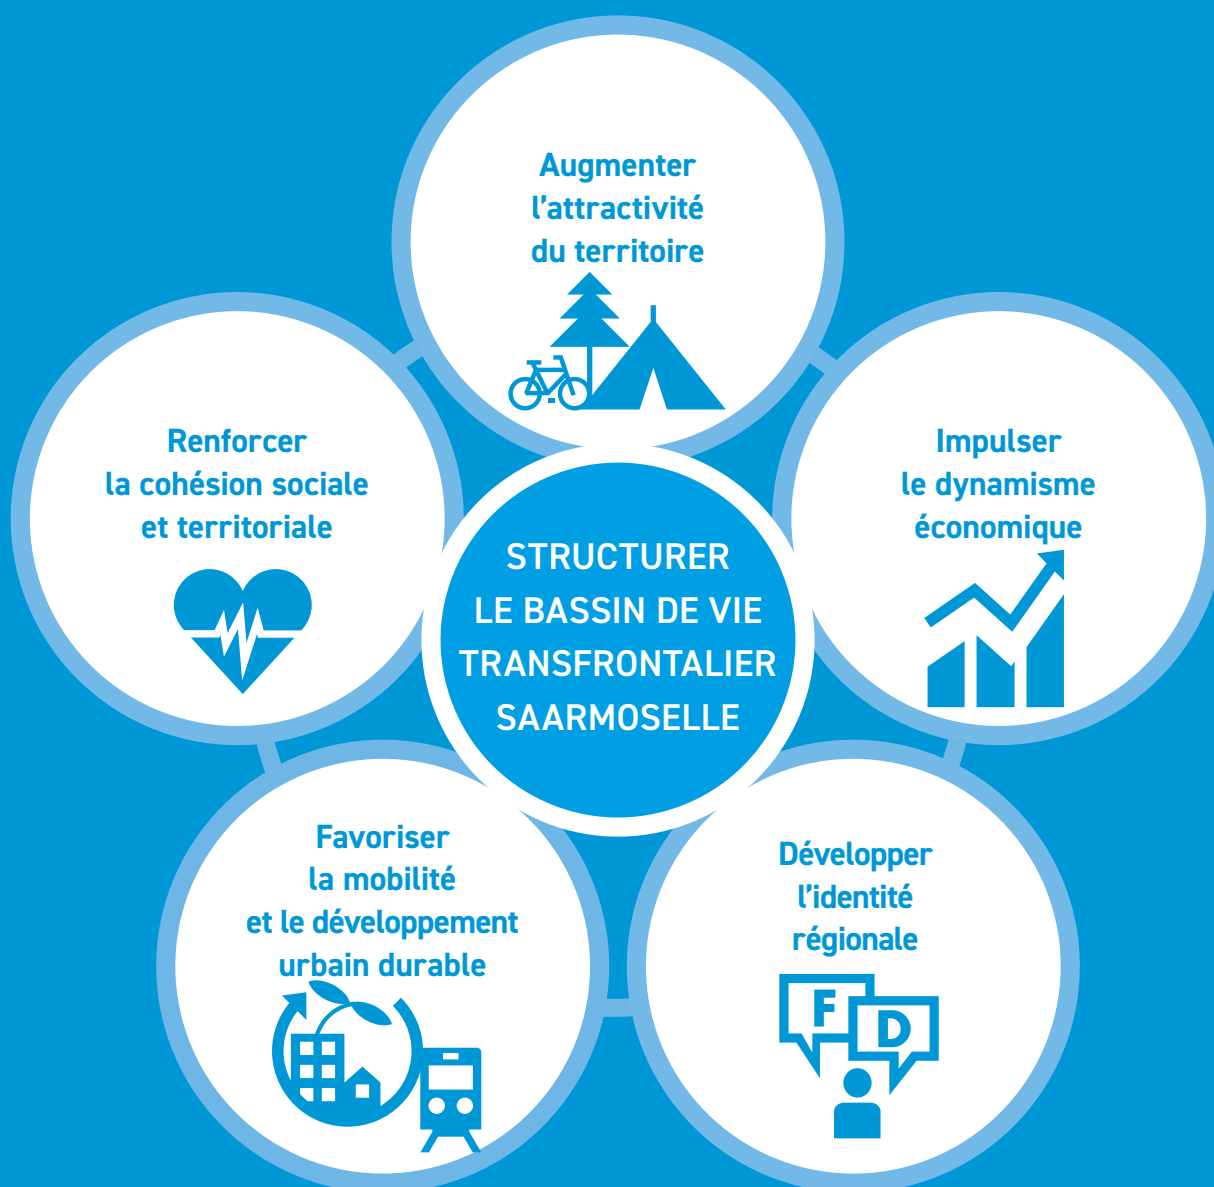 Augmenter
l'attractivité
du territoire
Renforcer
la cohésion sociale
et territoriale
Impulser
le dynamisme
économique
STRUCTURER
LE BASSIN DE VIE
TRANSFRONTALIER
SAARMOSELLE
Favoriser
la mobilité
et le développement
urbain durable
Développer
l'identité
régionale
F
D